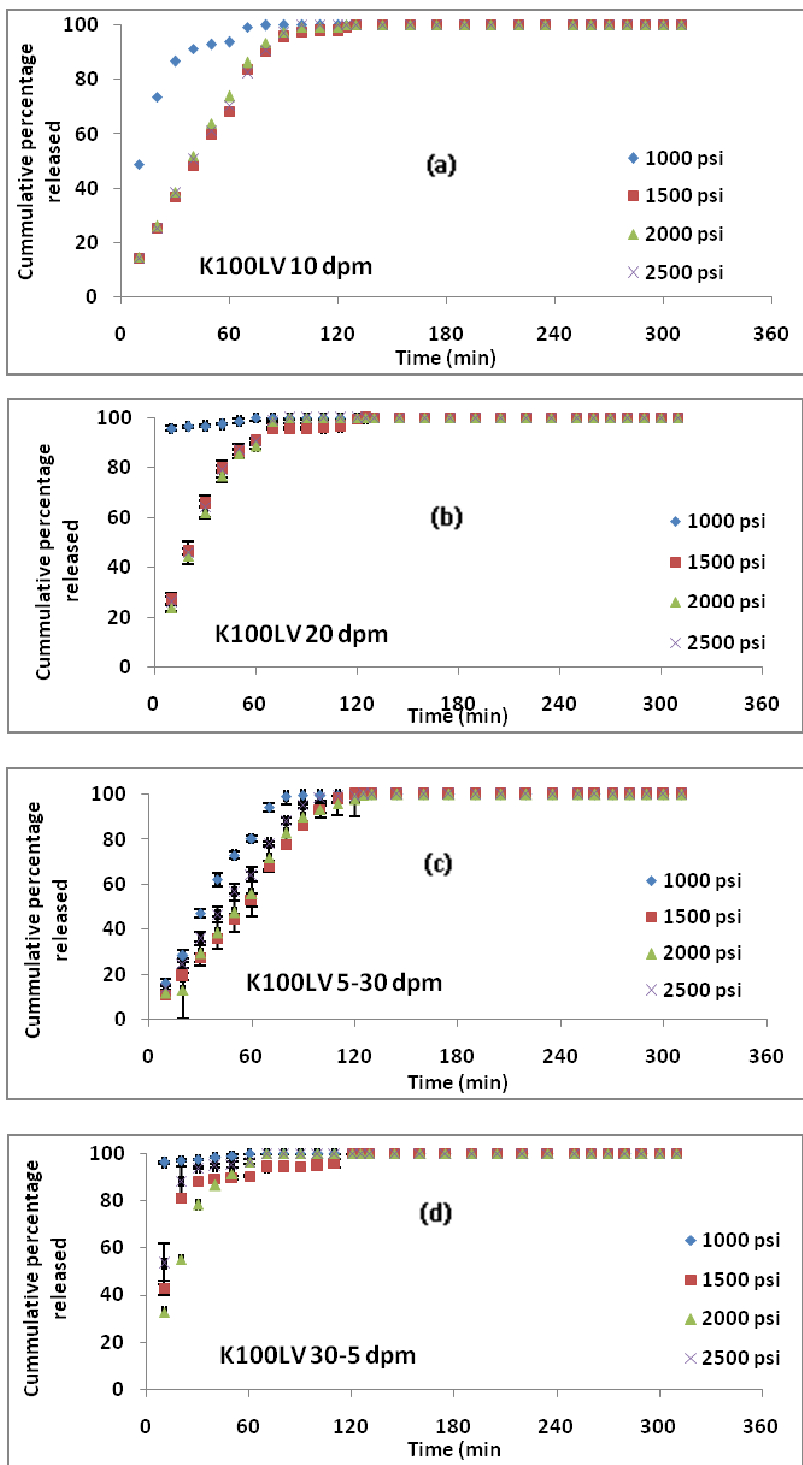 Cummulative percentage
released
100
80
60
40
20
0
(a)
1000 psi
1500 psi
2000 psi
2500 psi
K100LV 10 dpm
0 60 120 180 240 300 360
Time (min)
Cummulative percentage
released
100
80
60
40
20
0
(b)
1000 psi
1500 psi
2000 psi
2500 psi
K100LV 20 dpm
0 60 120 180 240 300 360
Time (min)
Cummulative percentage
released
100
80
60
40
20
0
(c)
1000 psi
1500 psi
2000 psi
2500 psi
K100LV 5-30 dpm
0 60 120 180 240 300 360
Time (min)
Cummulative percentage
released
100
80
60
40
20
0
(d)
1000 psi
1500 psi
2000 psi
2500 psi
K100LV 30-5 dpm
0 60 120 180 240 300 360
Time (min